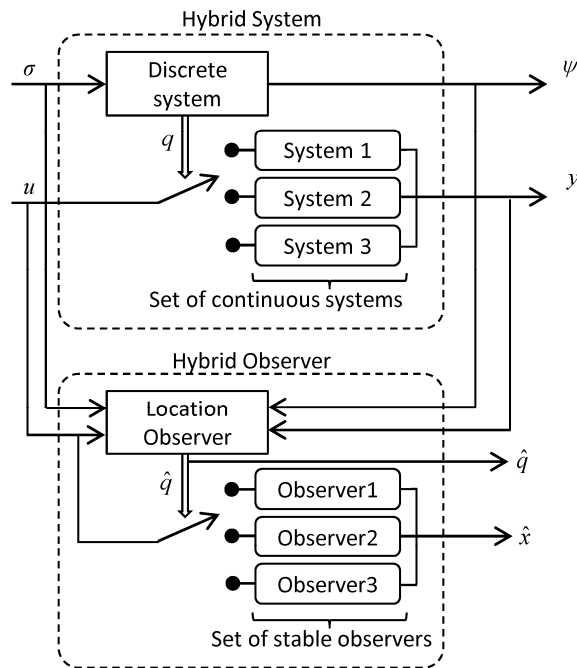 Hybrid System
σ
Discrete
system
ψ
q
System 1
u
System 2
y
System 3
Set of continuous systems
Hybrid Observer
Location
Observer
q̂
q̂
Observer1
Observer2
x̂
Observer3
Set of stable observers